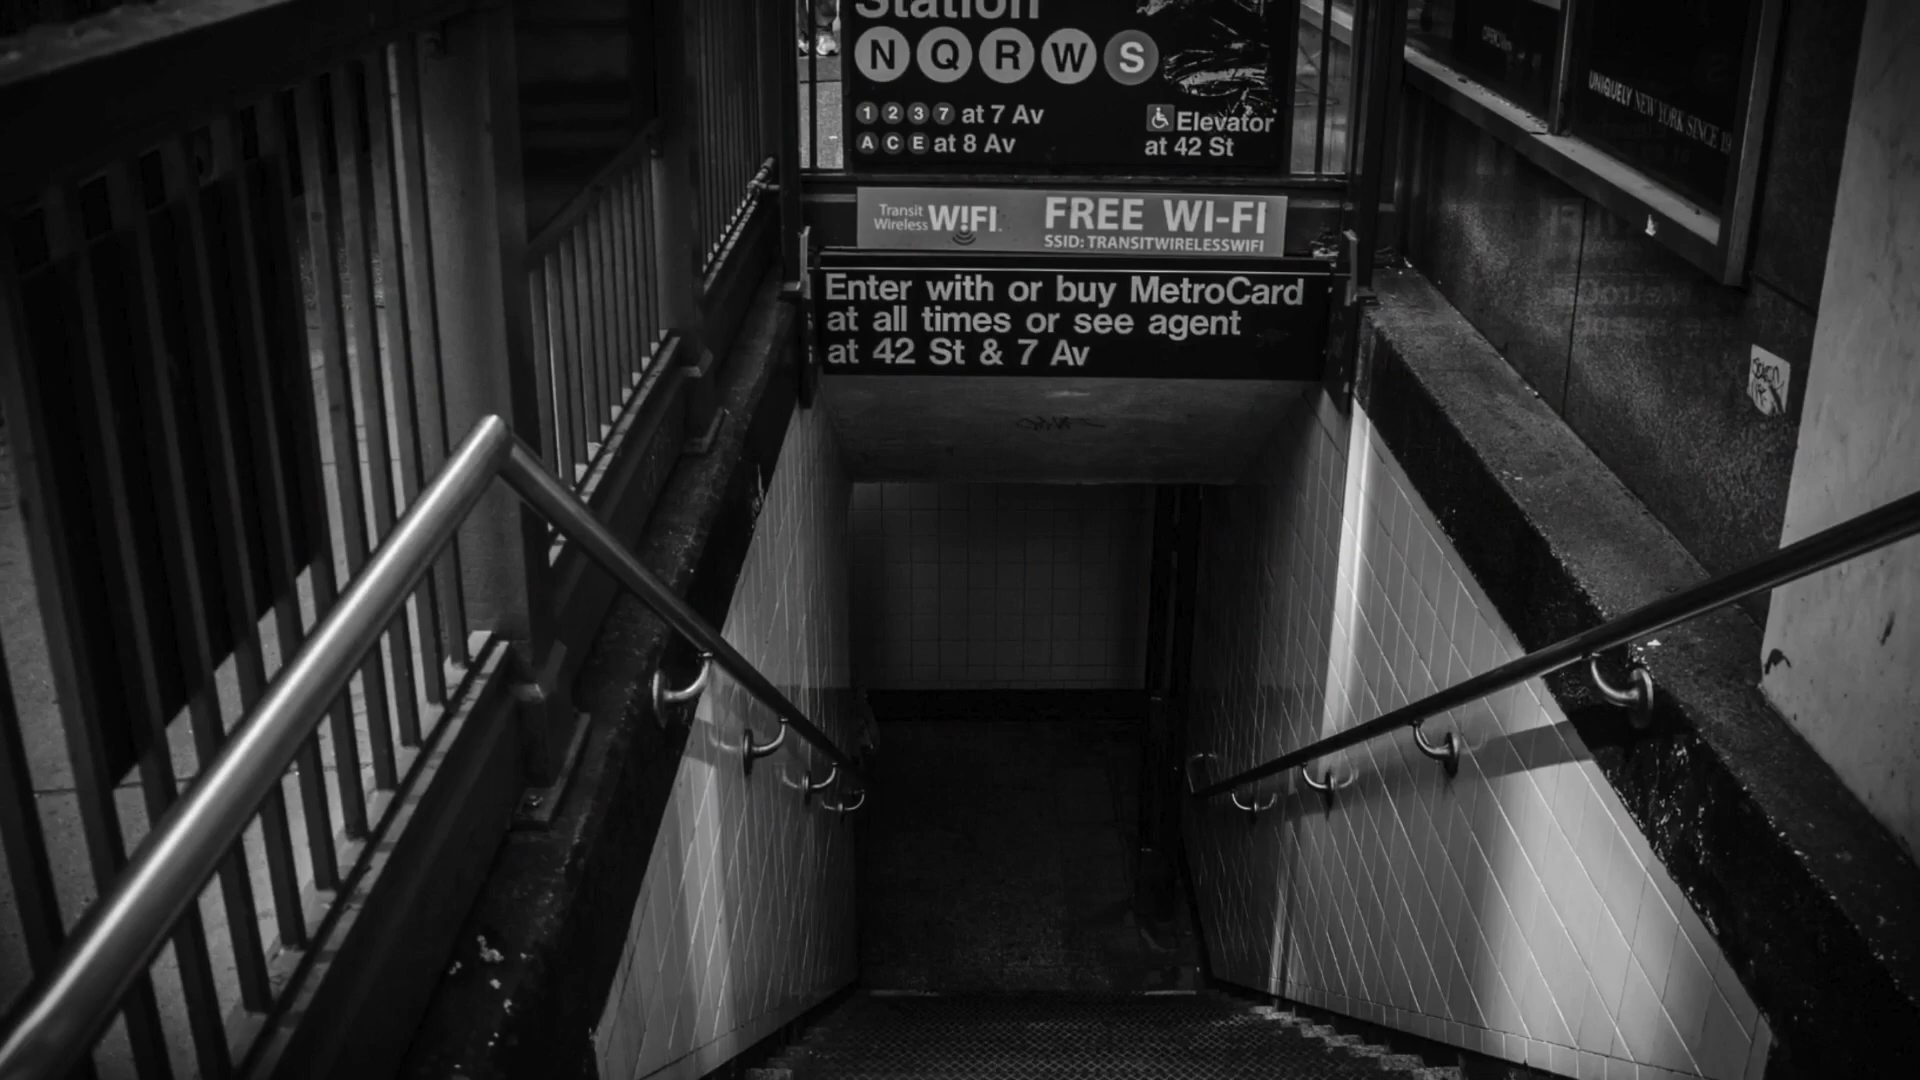 Station
N Q R W S
1 2 3 7 at 7 Av
A C E at 8 Av
Elevator
at 42 St
Transit
Wireless W!FI
FREE WI-FI
SSID: TRANSITWIRELESSWIFI
Enter with or buy MetroCard
at all times or see agent
at 42 St & 7 Av
UNIQUELY NEW YORK SINCE 19